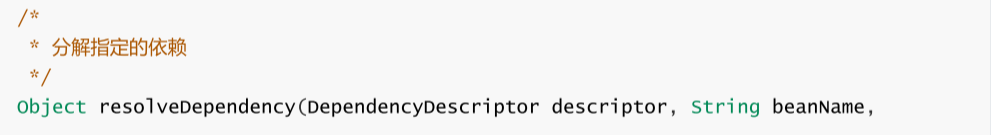 /*
 * 分解指定的依赖
 */
Object resolveDependency(DependencyDescriptor descriptor, String beanName,